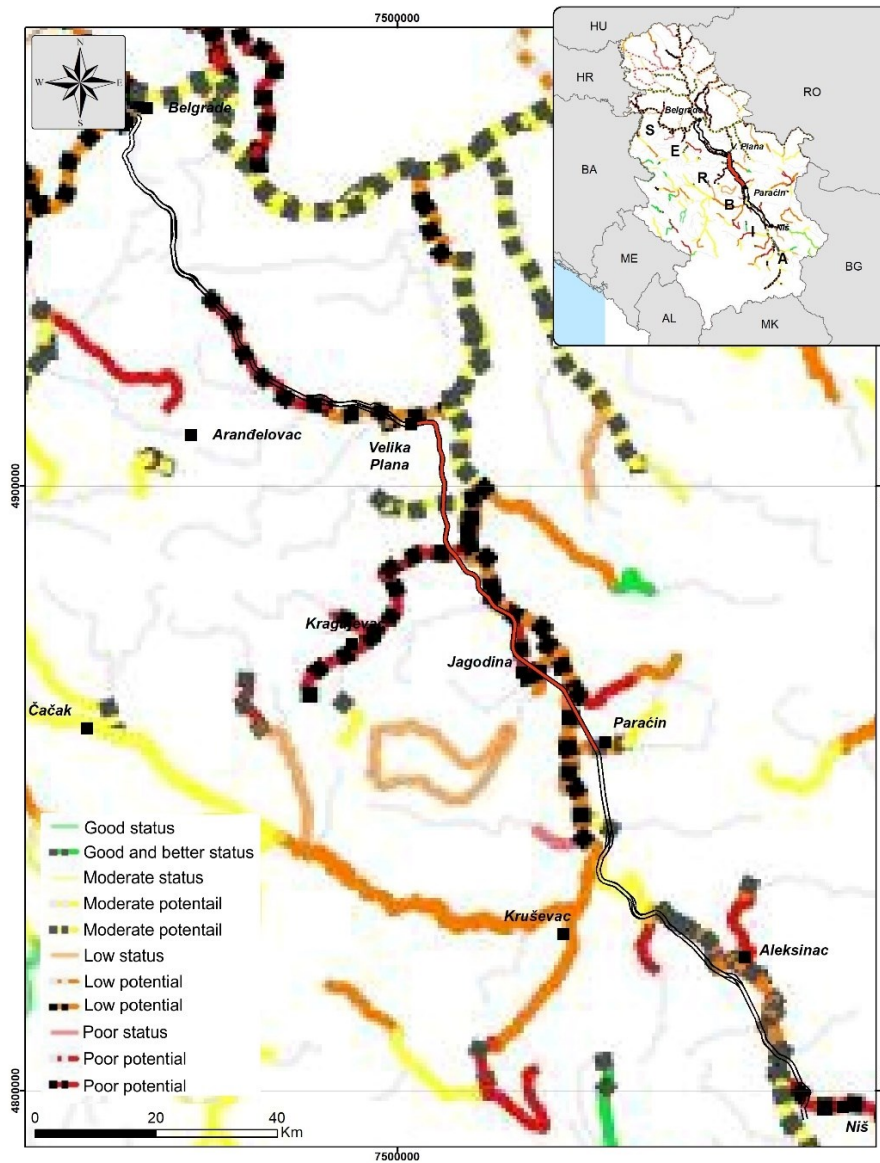 7500000
N
W
E
S
Belgrade
HU
HR
RO
Belgrade
S
E
V. Plana
BA
R
Paraćin
B
Niš
I
ME
A
BG
AL
MK
Aranđelovac
Velika
Plana
4900000
Kragujevac
Jagodina
Čačak
Paraćin
Good status
Good and better status
Moderate status
Moderate potentail
Moderate potentail
Low status
Low potential
Low potential
Poor status
Poor potential
Poor potential
Kruševac
Aleksinac
4800000
0 20 40
Km
Niš
7500000